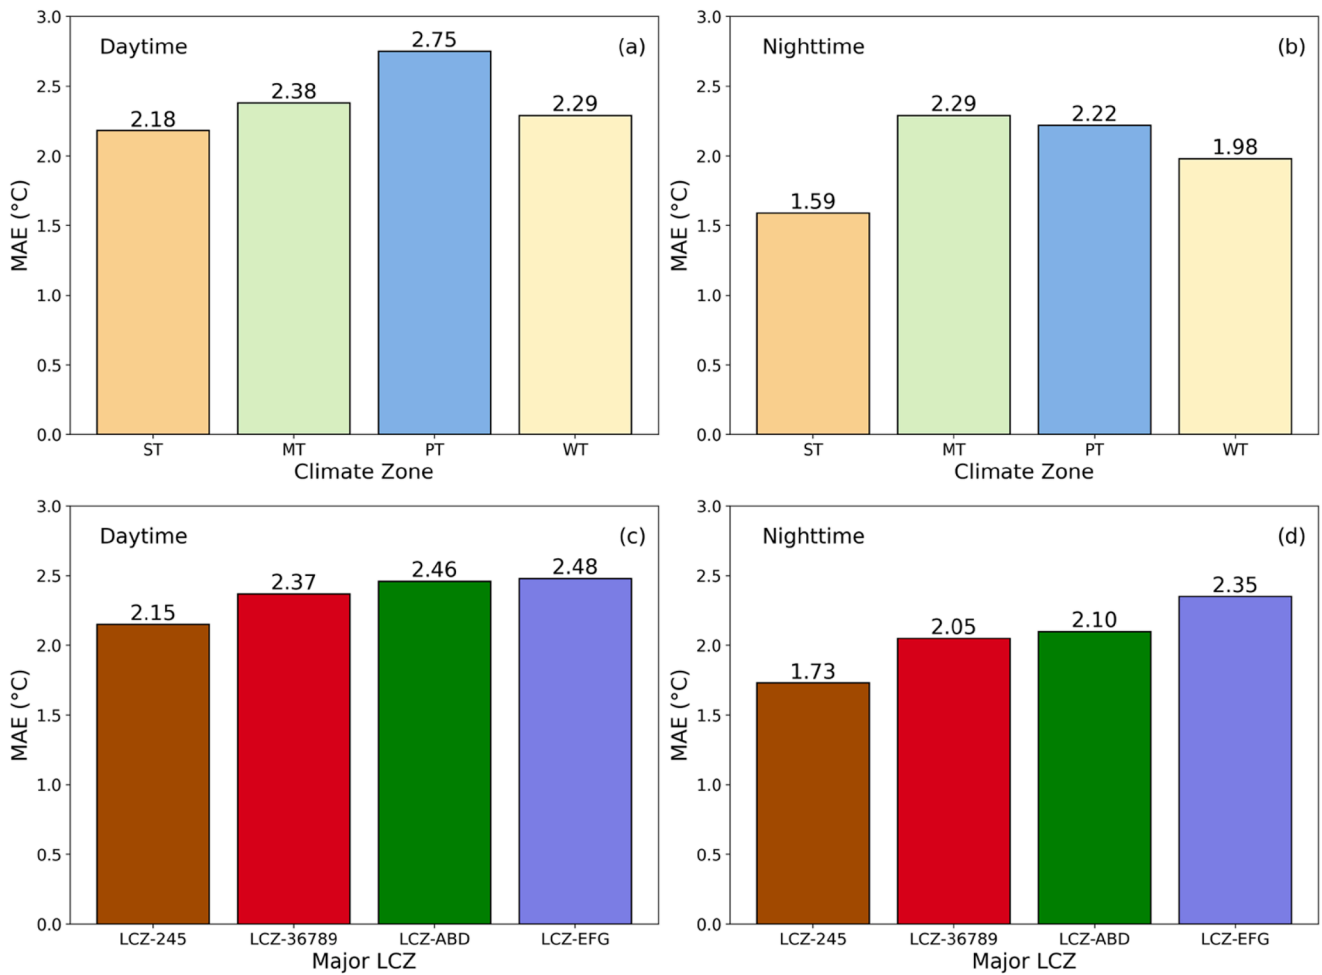 Daytime
(a)
MAE (°C)
3.0
2.5
2.0
1.5
1.0
0.5
0.0
2.18
2.38
2.75
2.29
ST
MT
PT
WT
Climate Zone
Nighttime
(b)
MAE (°C)
3.0
2.5
2.0
1.5
1.0
0.5
0.0
1.59
2.29
2.22
1.98
ST
MT
PT
WT
Climate Zone
Daytime
(c)
MAE (°C)
3.0
2.5
2.0
1.5
1.0
0.5
0.0
2.15
2.37
2.46
2.48
LCZ-245
LCZ-36789
LCZ-ABD
LCZ-EFG
Major LCZ
Nighttime
(d)
MAE (°C)
3.0
2.5
2.0
1.5
1.0
0.5
0.0
1.73
2.05
2.10
2.35
LCZ-245
LCZ-36789
LCZ-ABD
LCZ-EFG
Major LCZ